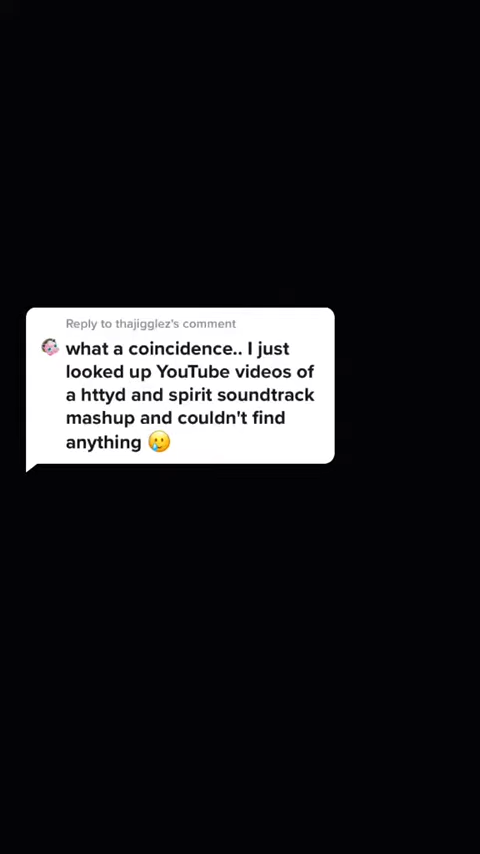 Reply to thajigglez's comment
what a coincidence.. I just
looked up YouTube videos of
a httyd and spirit soundtrack
mashup and couldn't find
anything 🥲